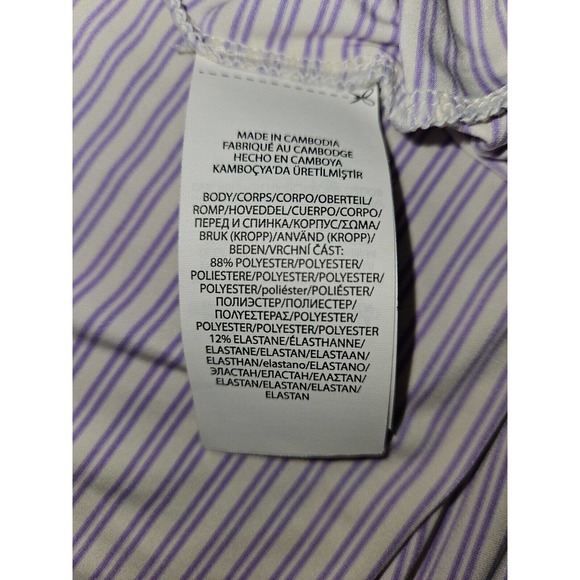 MADE IN CAMBODIA
FABRIQUÉ AU CAMBODGE
HECHO EN CAMBOYA
KAMBOÇYA'DA ÜRETİLMİŞTİR
BODY/CORPS/CORPO/OBERTEIL/
ROMP/HOVEDDEL/CUERPO/CORPO/
ПЕРЕД И СПИНКА/KOPПУС/ΣΩΜΑ/
BRUK (KROPP)/ANVÄND (KROPP)/
BEDEN/VRCHNÍ ČÁST:
88% POLYESTER/POLYESTER/
POLIESTERE/POLYESTER/POLYESTER/
POLYESTER/poliéster/POLIÉSTER/
ПОЛИЭСТЕР/ПОЛИЕСТЕР/
ΠΟΛΥΕΣΤΕΡΑΣ/POLYESTER/
POLYESTER/POLYESTER/POLYESTER
12% ELASTANE/ÉLASTHANNE/
ELASTANE/ELASTAN/ELASTAAN/
ELASTHAN/elastano/ELASTANO/
ЭЛАСТАН/ЕЛАСТАН/ΕΛΑΣΤΑΝ/
ELASTAN/ELASTAN/ELASTAN/
ELASTAN